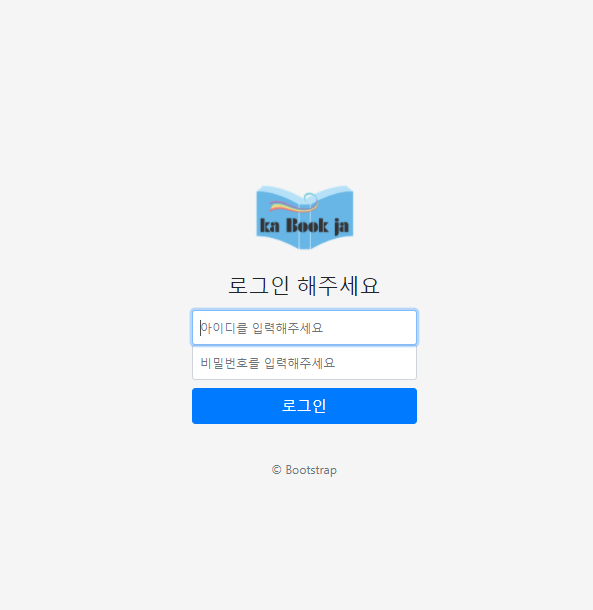 ka Book ja
로그인 해주세요
아이디를 입력해주세요
비밀번호를 입력해주세요
로그인
© Bootstrap